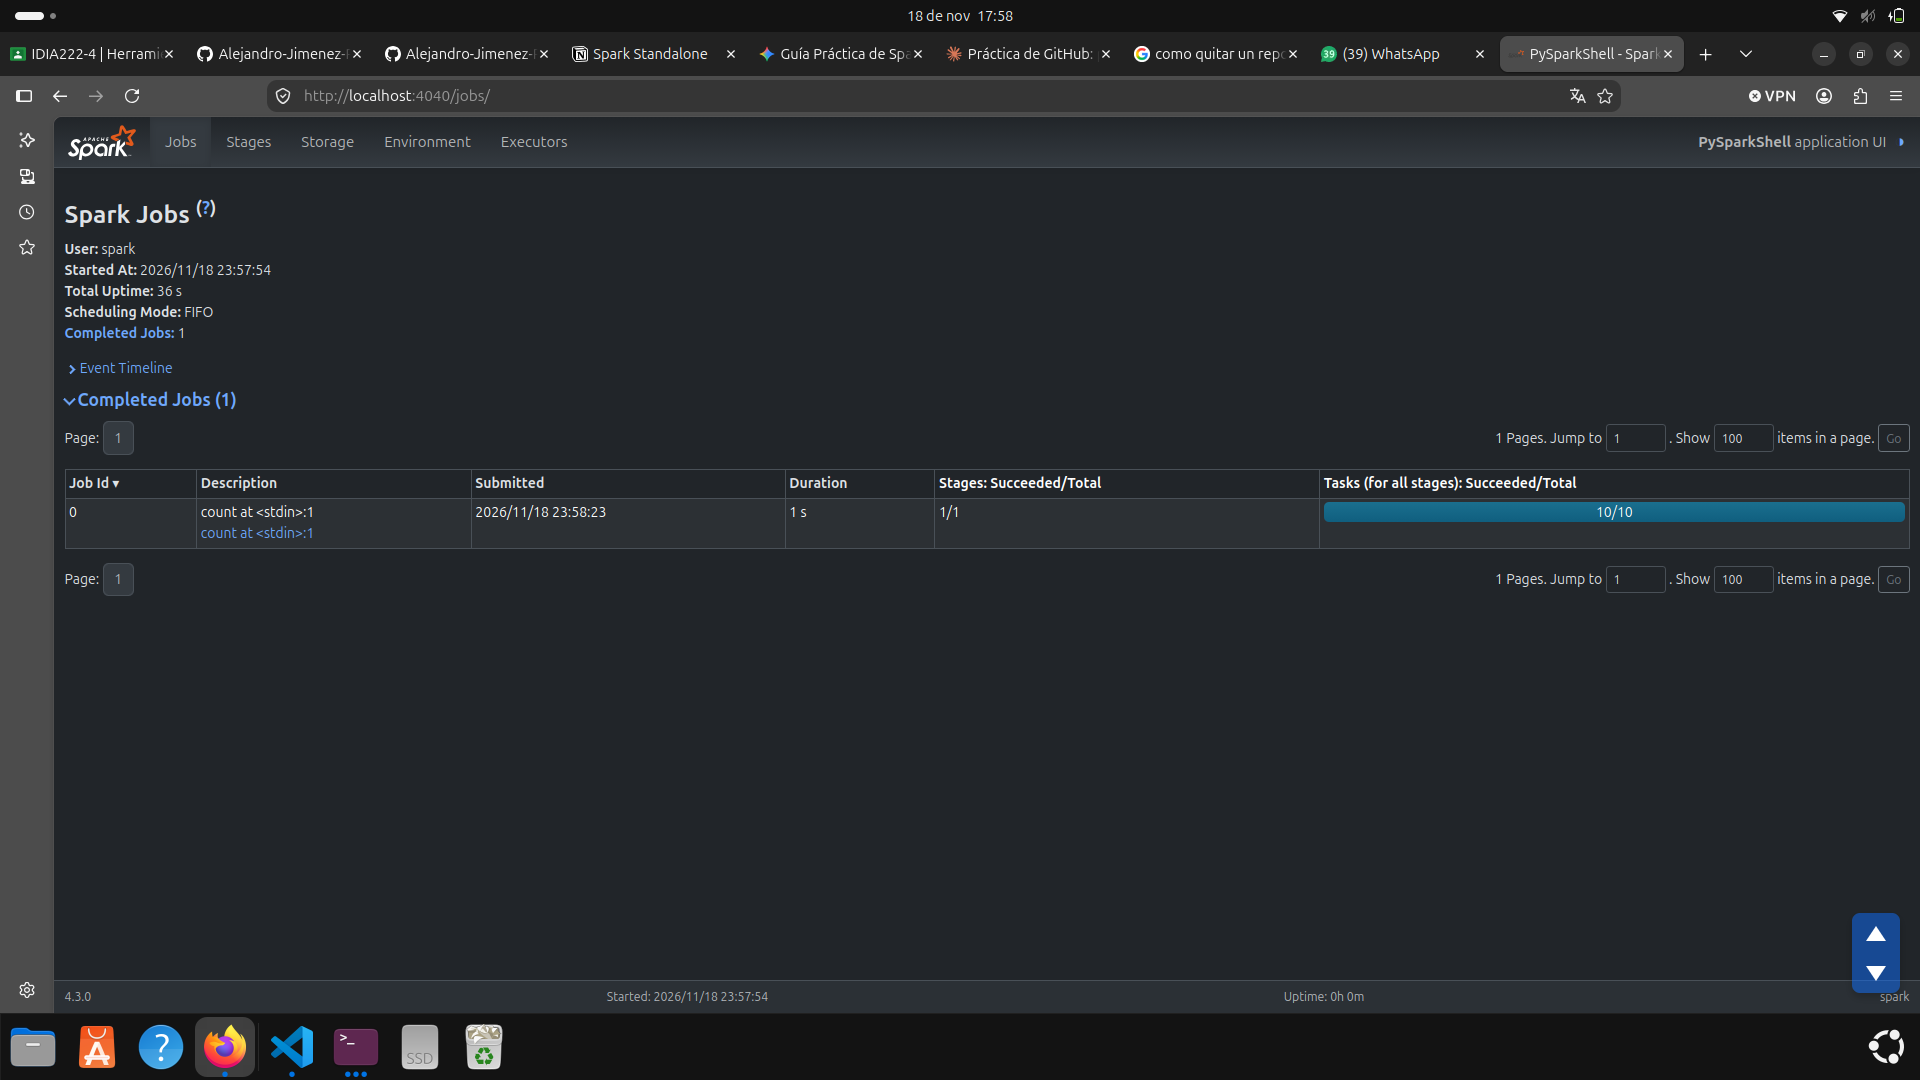 18 de nov 17:58
IDIA222-4 | Herrami
Alejandro-Jimenez-
Alejandro-Jimenez-
Spark Standalone
Guía Práctica de Spa
Práctica de GitHub:
como quitar un repo
39 (39) WhatsApp
PySparkShell - Spark
http://localhost:4040/jobs/
VPN
APACHE Spark
Jobs
Stages
Storage
Environment
Executors
PySparkShell application UI
Spark Jobs (?)
User: spark
Started At: 2026/11/18 23:57:54
Total Uptime: 36 s
Scheduling Mode: FIFO
Completed Jobs: 1
Event Timeline
Completed Jobs (1)
Page: 1
1 Pages. Jump to 1 . Show 100 items in a page. Go
Job Id ▾ Description Submitted Duration Stages: Succeeded/Total Tasks (for all stages): Succeeded/Total
0 count at <stdin>:1 2026/11/18 23:58:23 1 s 1/1 10/10
count at <stdin>:1
Page: 1
1 Pages. Jump to 1 . Show 100 items in a page. Go
4.3.0
Started: 2026/11/18 23:57:54
Uptime: 0h 0m
spark
SSD